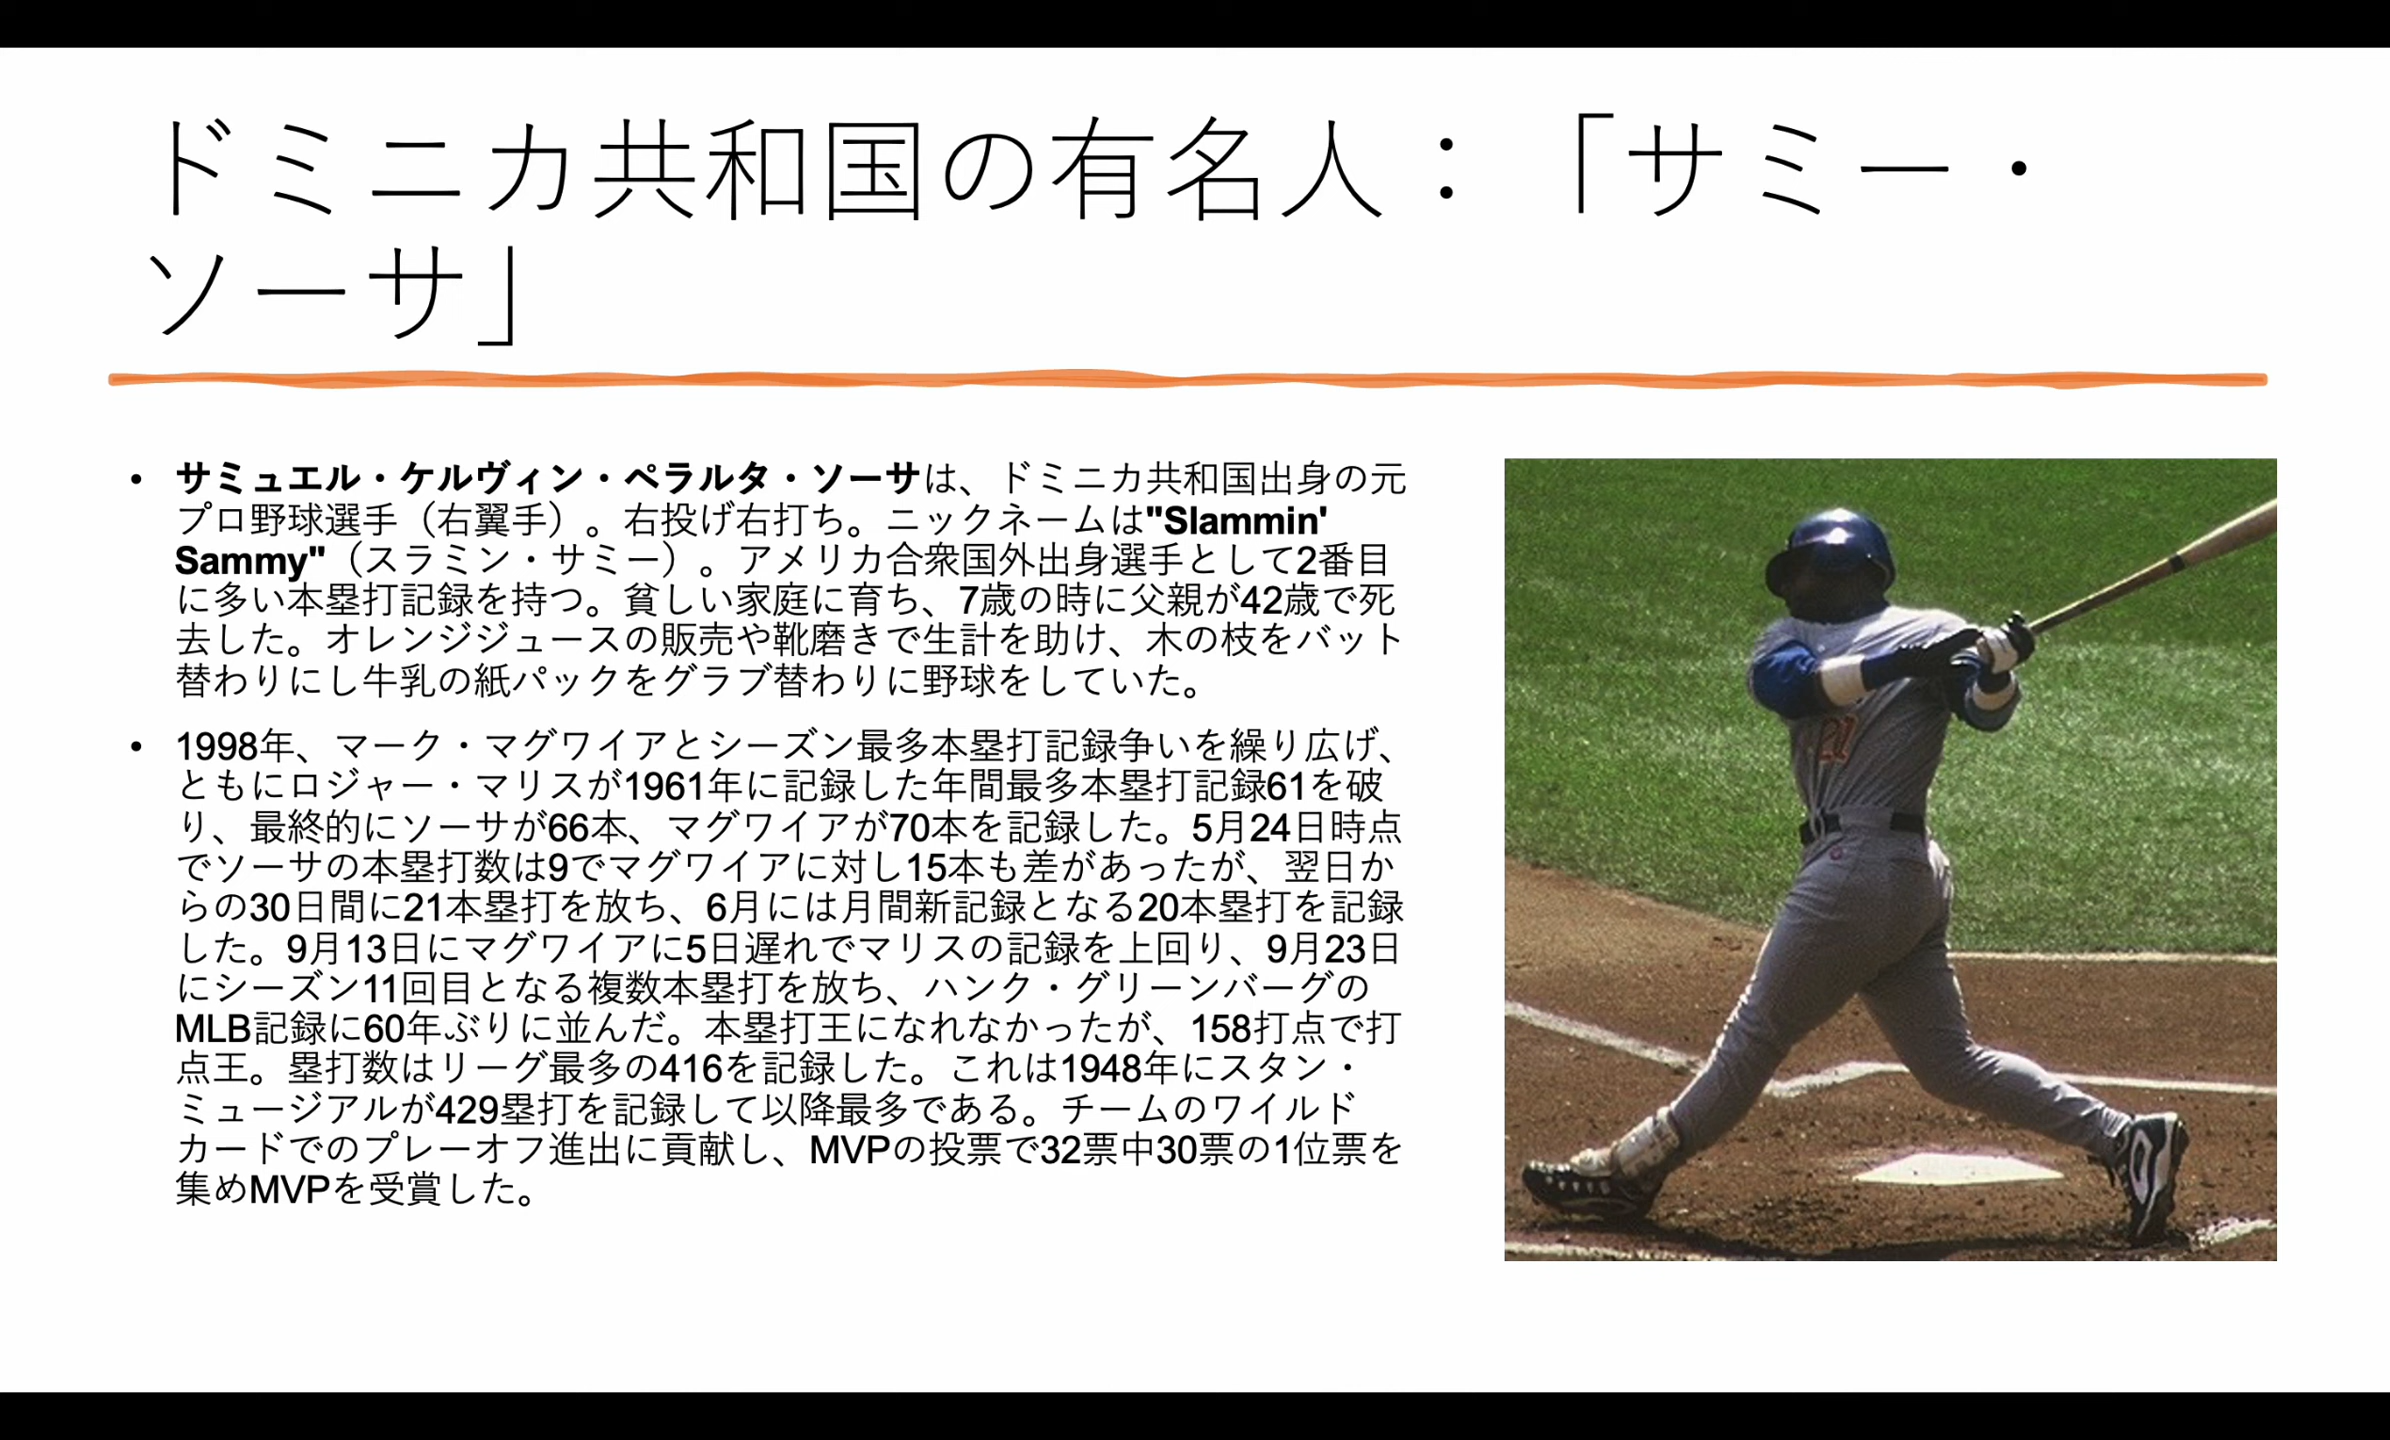 ドミニカ共和国の有名人：「サミー・
ソーサ」
• サミュエル・ケルヴィン・ペラルタ・ソーサは、ドミニカ共和国出身の元
プロ野球選手（右翼手）。右投げ右打ち。ニックネームは"Slammin'
Sammy"（スラミン・サミー）。アメリカ合衆国外出身選手として2番目
に多い本塁打記録を持つ。貧しい家庭に育ち、7歳の時に父親が42歳で死
去した。オレンジジュースの販売や靴磨きで生計を助け、木の枝をバット
替わりにし牛乳の紙パックをグラブ替わりに野球をしていた。
• 1998年、マーク・マグワイアとシーズン最多本塁打記録争いを繰り広げ、
ともにロジャー・マリスが1961年に記録した年間最多本塁打記録61を破
り、最終的にソーサが66本、マグワイアが70本を記録した。5月24日時点
でソーサの本塁打数は9でマグワイアに対し15本も差があったが、翌日か
らの30日間に21本塁打を放ち、6月には月間新記録となる20本塁打を記録
した。9月13日にマグワイアに5日遅れでマリスの記録を上回り、9月23日
にシーズン11回目となる複数本塁打を放ち、ハンク・グリーンバーグの
MLB記録に60年ぶりに並んだ。本塁打王になれなかったが、158打点で打
点王。塁打数はリーグ最多の416を記録した。これは1948年にスタン・
ミュージアルが429塁打を記録して以降最多である。チームのワイルド
カードでのプレーオフ進出に貢献し、MVPの投票で32票中30票の1位票を
集めMVPを受賞した。
21